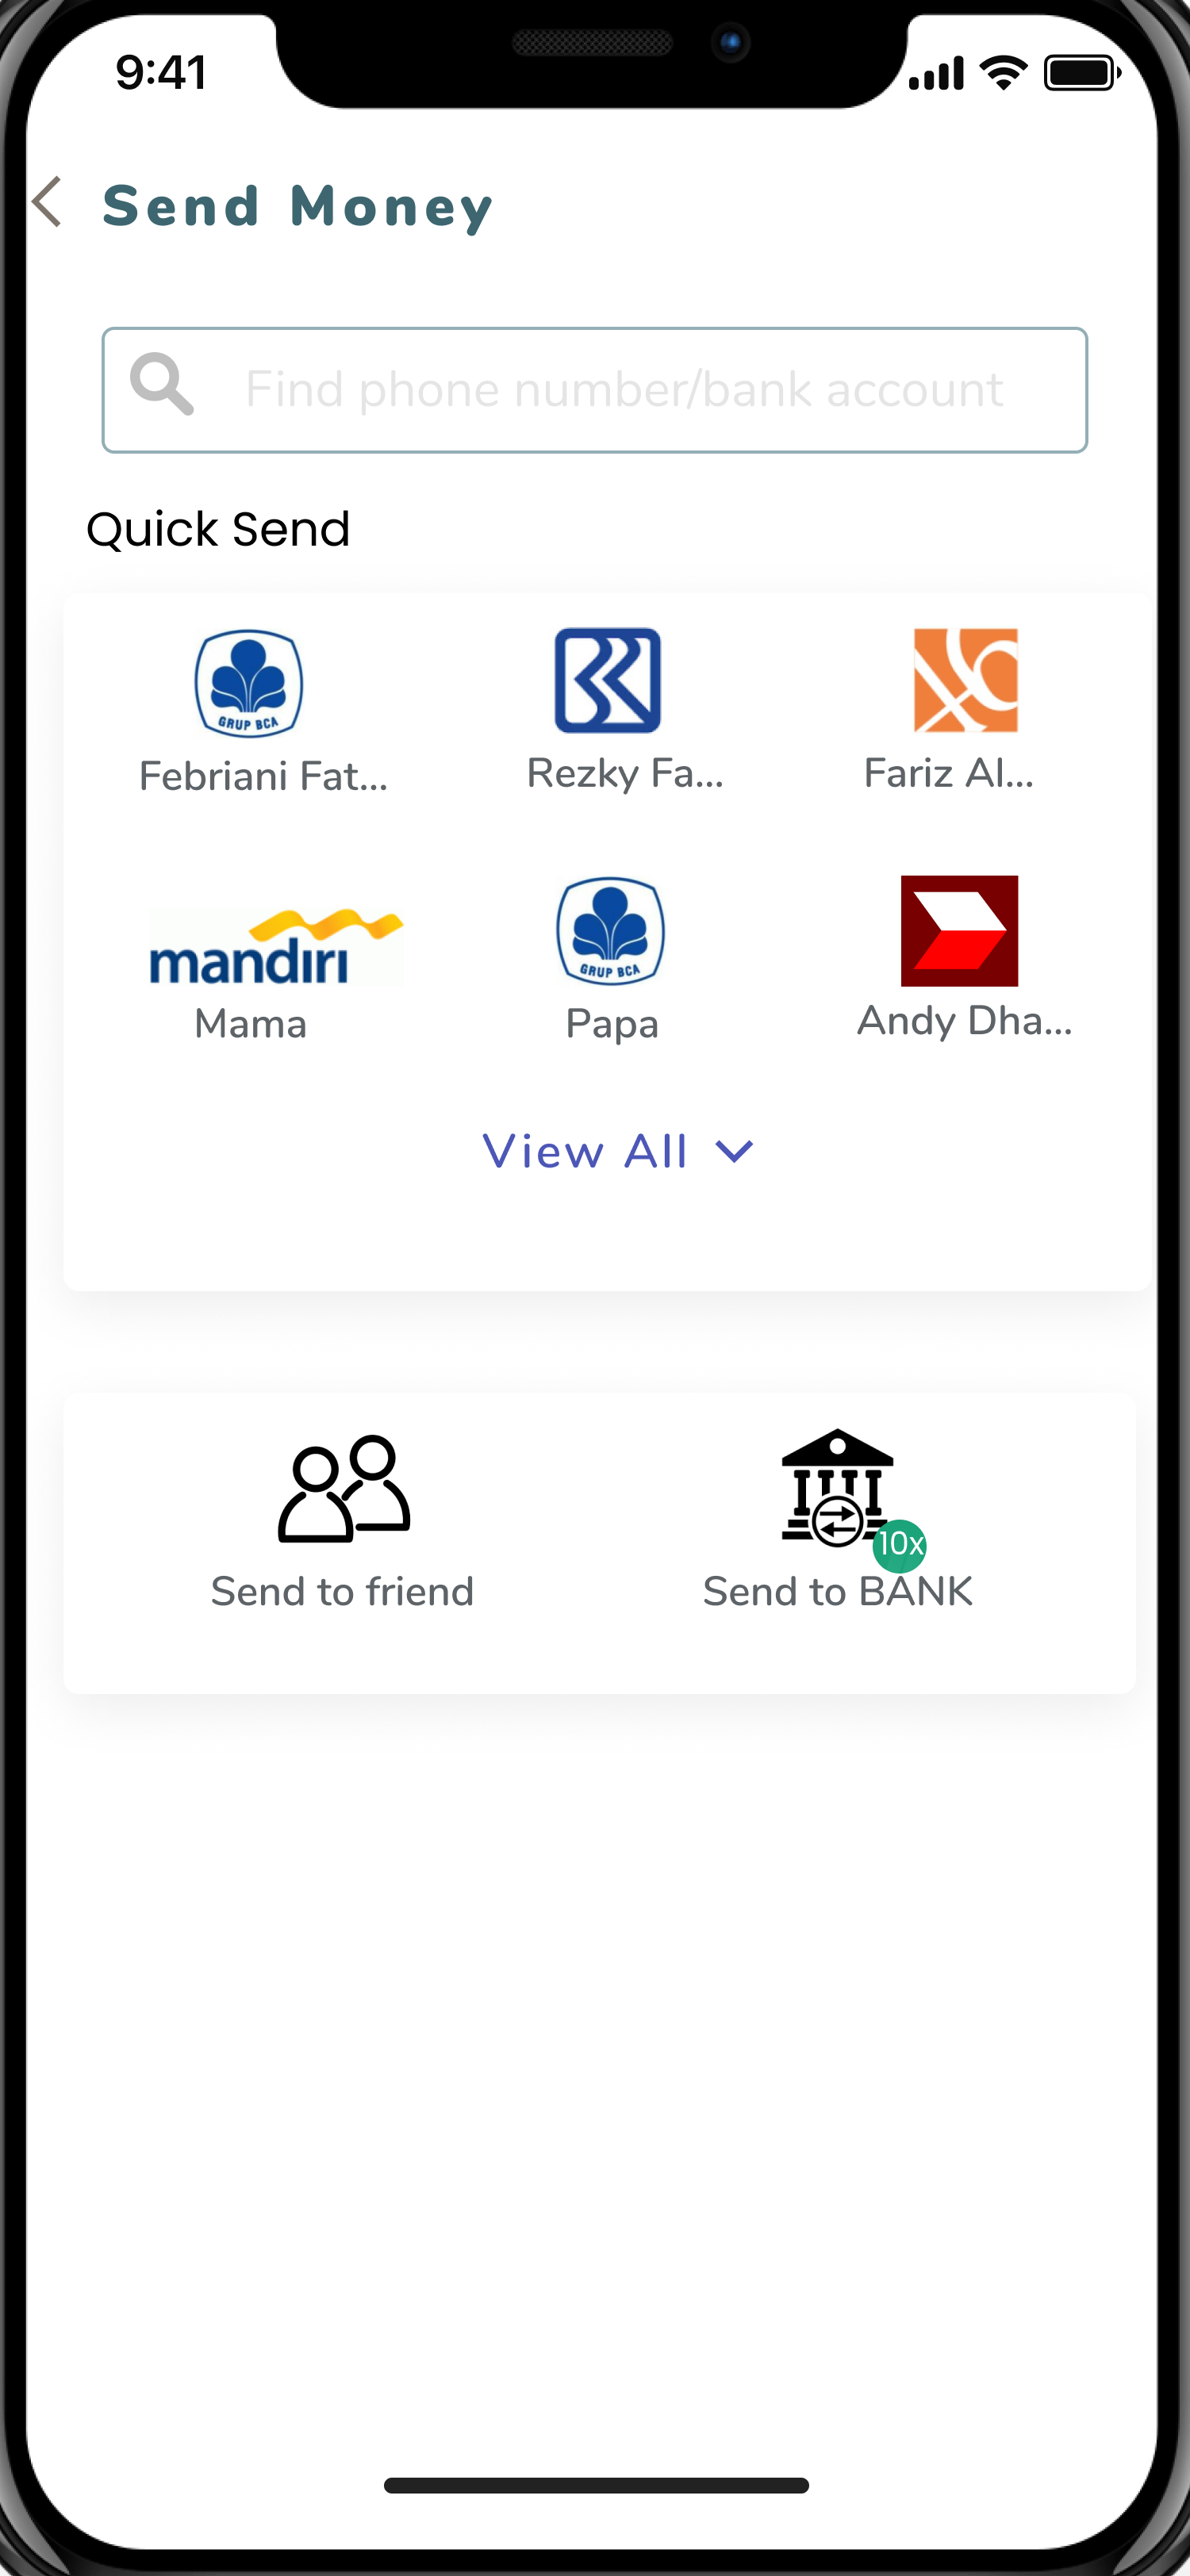 9:41
Send Money
Find phone number/bank account
Quick Send
GRUP BCA
Febriani Fat...
Rezky Fa...
Fariz Al...
mandiri
Mama
GRUP BCA
Papa
Andy Dha...
View All
10x
Send to friend
Send to BANK